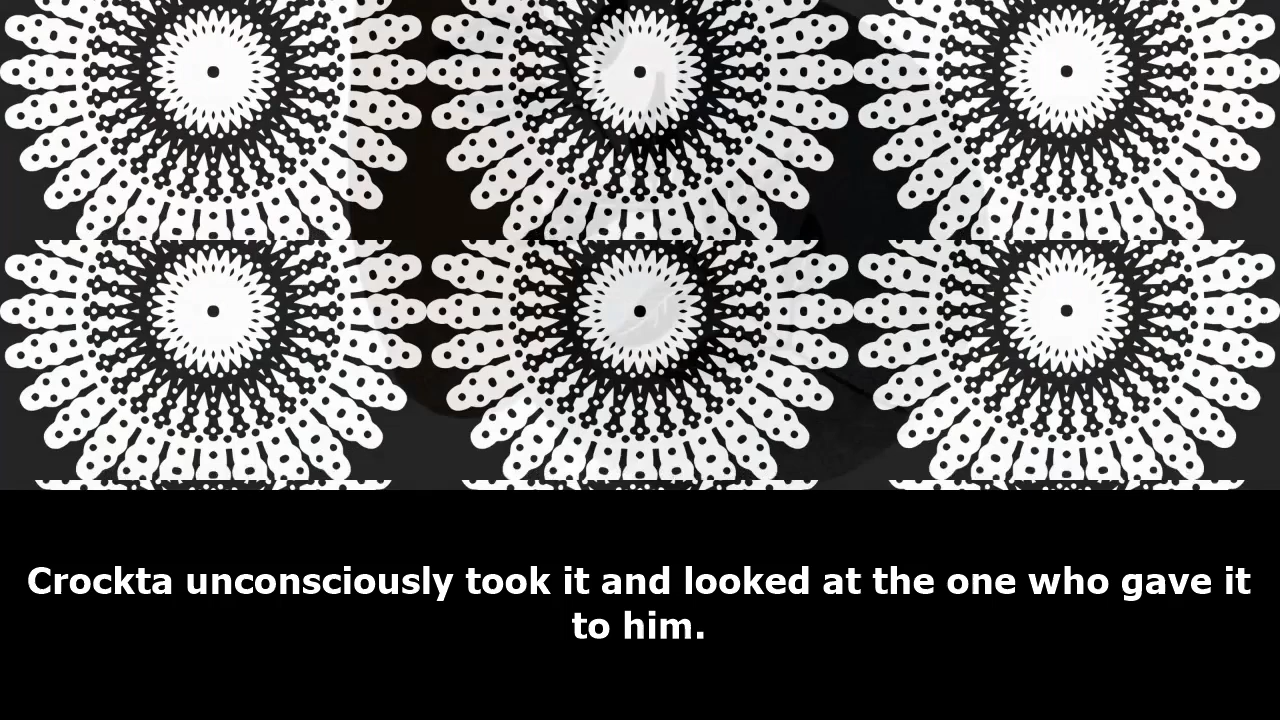 Crockta unconsciously took it and looked at the one who gave it
to him.